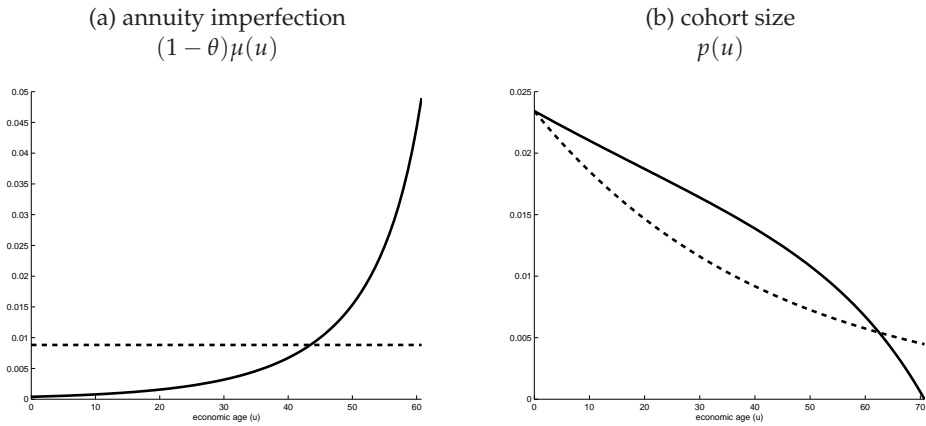 (a) annuity imperfection
(1 − θ)μ(u)
0.05
0.045
0.04
0.035
0.03
0.025
0.02
0.015
0.01
0.005
0
0 10 20 30 40 50 60
economic age (u)
(b) cohort size
p(u)
0.025
0.02
0.015
0.01
0.005
0
0 10 20 30 40 50 60 70
economic age (u)